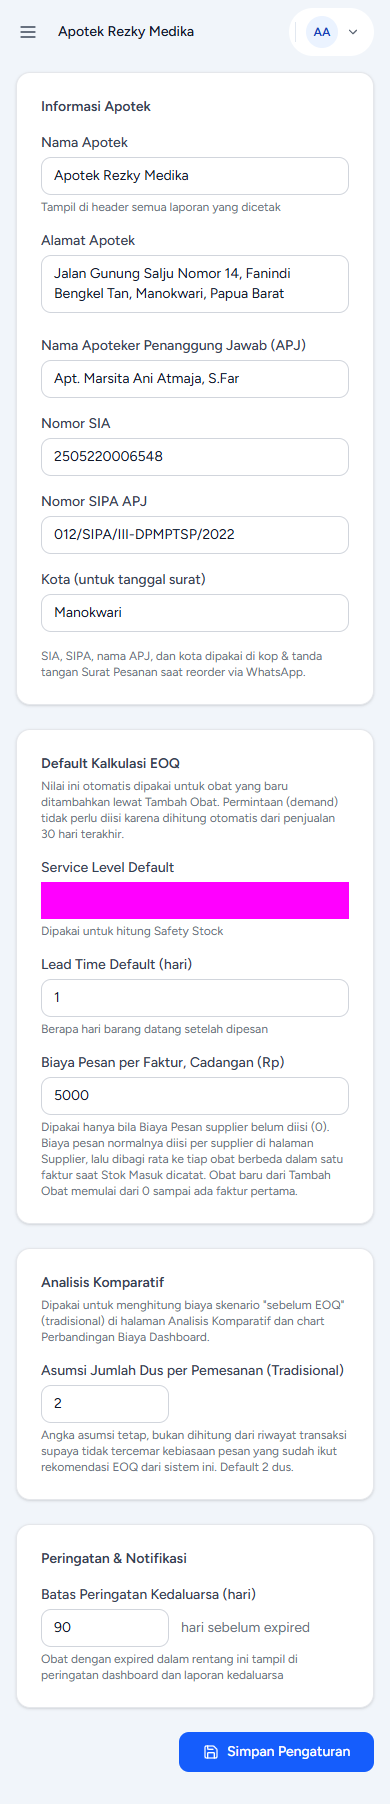 Apotek Rezky Medika
AA
Informasi Apotek
Nama Apotek
Apotek Rezky Medika
Tampil di header semua laporan yang dicetak
Alamat Apotek
Jalan Gunung Salju Nomor 14, Fanindi
Bengkel Tan, Manokwari, Papua Barat
Nama Apoteker Penanggung Jawab (APJ)
Apt. Marsita Ani Atmaja, S.Far
Nomor SIA
2505220006548
Nomor SIPA APJ
012/SIPA/III-DPMPTSP/2022
Kota (untuk tanggal surat)
Manokwari
SIA, SIPA, nama APJ, dan kota dipakai di kop & tanda
tangan Surat Pesanan saat reorder via WhatsApp.
Default Kalkulasi EOQ
Nilai ini otomatis dipakai untuk obat yang baru
ditambahkan lewat Tambah Obat. Permintaan (demand)
tidak perlu diisi karena dihitung otomatis dari penjualan
30 hari terakhir.
Service Level Default
Dipakai untuk hitung Safety Stock
Lead Time Default (hari)
1
Berapa hari barang datang setelah dipesan
Biaya Pesan per Faktur, Cadangan (Rp)
5000
Dipakai hanya bila Biaya Pesan supplier belum diisi (0).
Biaya pesan normalnya diisi per supplier di halaman
Supplier, lalu dibagi rata ke tiap obat berbeda dalam satu
faktur saat Stok Masuk dicatat. Obat baru dari Tambah
Obat memulai dari 0 sampai ada faktur pertama.
Analisis Komparatif
Dipakai untuk menghitung biaya skenario "sebelum EOQ"
(tradisional) di halaman Analisis Komparatif dan chart
Perbandingan Biaya Dashboard.
Asumsi Jumlah Dus per Pemesanan (Tradisional)
2
Angka asumsi tetap, bukan dihitung dari riwayat transaksi
supaya tidak tercemar kebiasaan pesan yang sudah ikut
rekomendasi EOQ dari sistem ini. Default 2 dus.
Peringatan & Notifikasi
Batas Peringatan Kedaluarsa (hari)
90 hari sebelum expired
Obat dengan expired dalam rentang ini tampil di
peringatan dashboard dan laporan kedaluarsa
Simpan Pengaturan